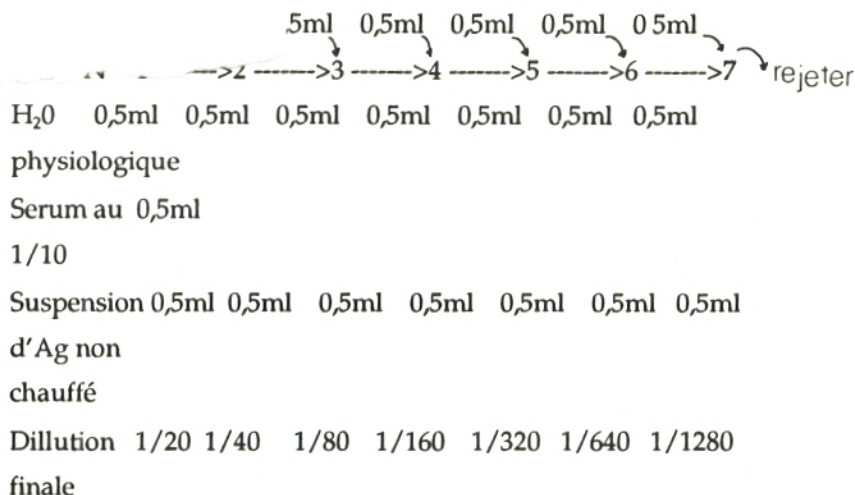 5ml 0,5ml 0,5ml 0,5ml 0 5ml
-->2 ------->3 ------->4 ------->5 ------->6 ------->7 rejeter
H₂0 0,5ml 0,5ml 0,5ml 0,5ml 0,5ml 0,5ml 0,5ml
physiologique
Serum au 0,5ml
1/10
Suspension 0,5ml 0,5ml 0,5ml 0,5ml 0,5ml 0,5ml 0,5ml
d'Ag non
chauffé
Dillution 1/20 1/40 1/80 1/160 1/320 1/640 1/1280
finale